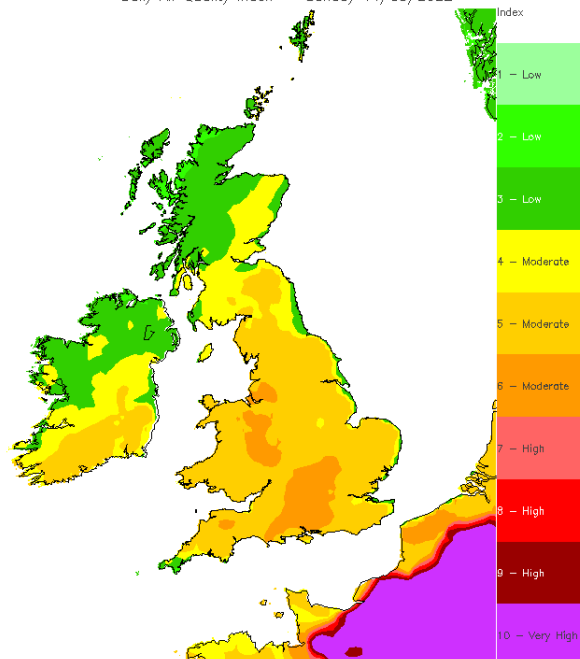 Index
1 - Low
2 - Low
3 - Low
4 - Moderate
5 - Moderate
6 - Moderate
7 - High
8 - High
9 - High
10 - Very High